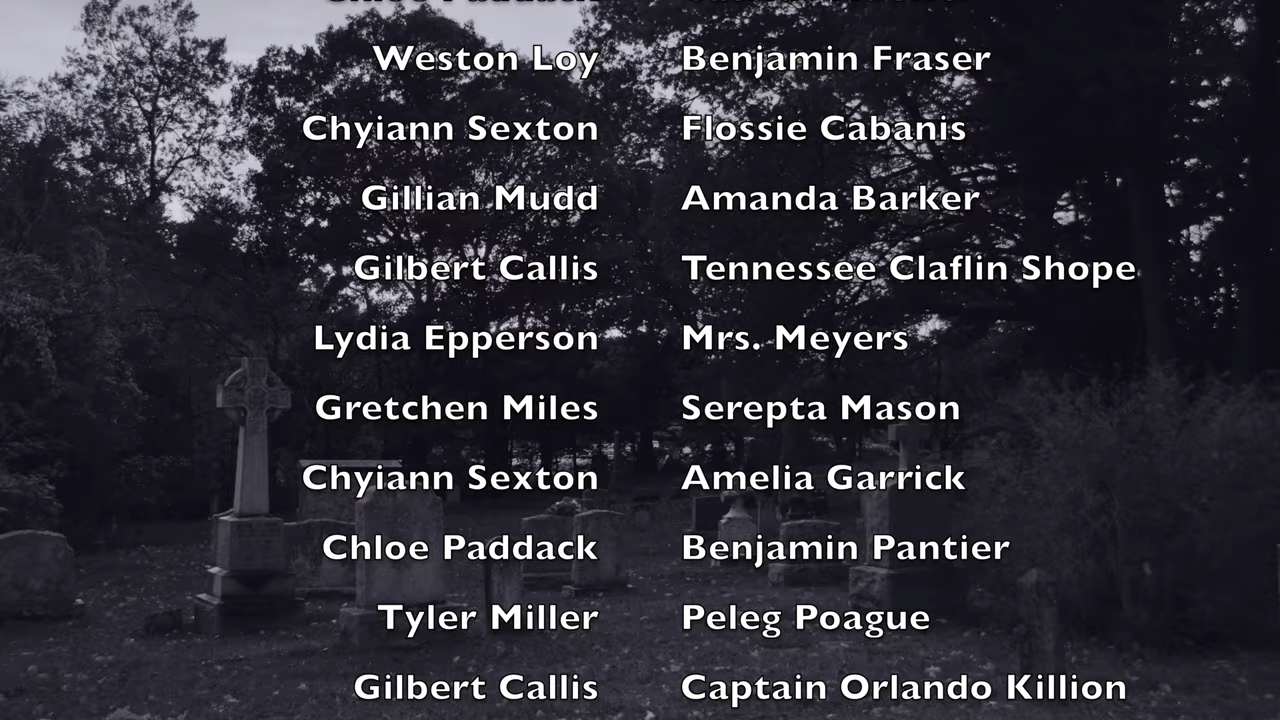 Weston Loy Benjamin Fraser
Chyiann Sexton Flossie Cabanis
Gillian Mudd Amanda Barker
Gilbert Callis Tennessee Claflin Shope
Lydia Epperson Mrs. Meyers
Gretchen Miles Serepta Mason
Chyiann Sexton Amelia Garrick
Chloe Paddack Benjamin Pantier
Tyler Miller Peleg Poague
Gilbert Callis Captain Orlando Killion